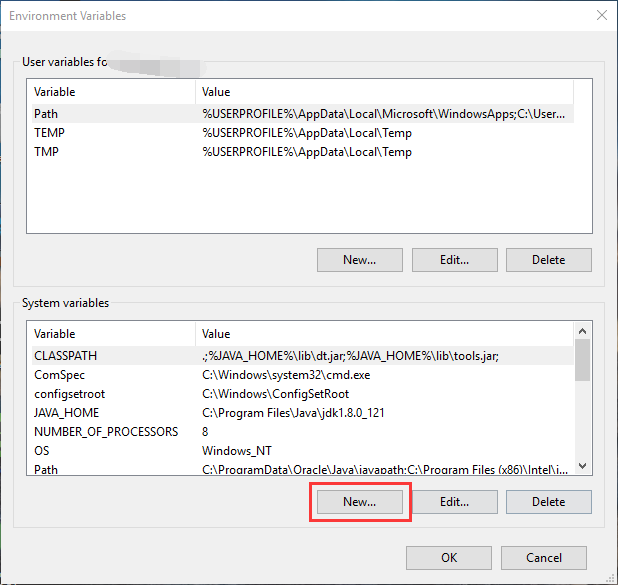 Environment Variables
User variables fo
Variable Value
Path %USERPROFILE%\AppData\Local\Microsoft\WindowsApps;C:\User...
TEMP %USERPROFILE%\AppData\Local\Temp
TMP %USERPROFILE%\AppData\Local\Temp
New... Edit... Delete
System variables
Variable Value
CLASSPATH .;%JAVA_HOME%\lib\dt.jar;%JAVA_HOME%\lib\tools.jar;
ComSpec C:\Windows\system32\cmd.exe
configsetroot C:\Windows\ConfigSetRoot
JAVA_HOME C:\Program Files\Java\jdk1.8.0_121
NUMBER_OF_PROCESSORS 8
OS Windows_NT
Path C:\ProgramData\Oracle\Java\javapath;C:\Program Files (x86)\Intel\i...
New... Edit... Delete
OK Cancel